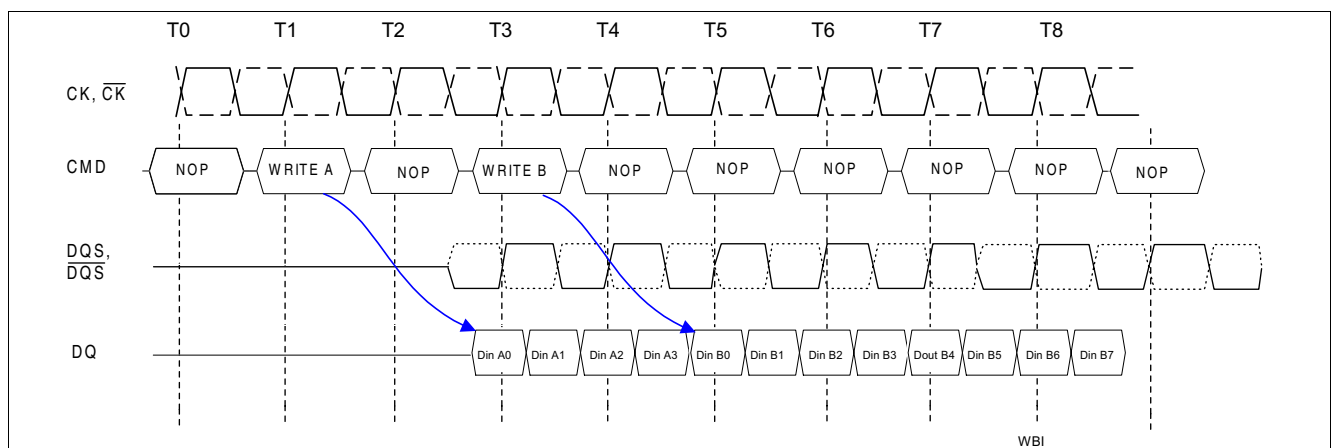 T0 T1 T2 T3 T4 T5 T6 T7 T8
CK, CK
CMD NOP WRITE A NOP WRITE B NOP NOP NOP NOP NOP NOP
DQS,
DQS
DQ Din A0 Din A1 Din A2 Din A3 Din B0 Din B1 Din B2 Din B3 Dout B4 Din B5 Din B6 Din B7
WBI